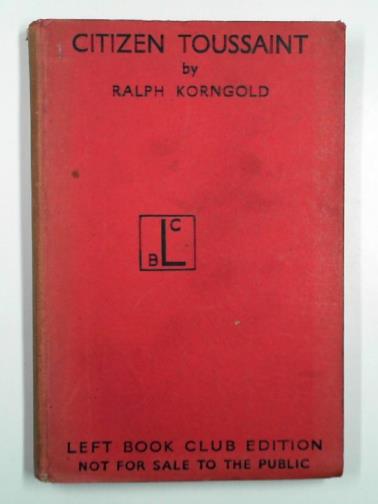 CITIZEN TOUSSAINT
by
RALPH KORNGOLD
L B C
LEFT BOOK CLUB EDITION
NOT FOR SALE TO THE PUBLIC